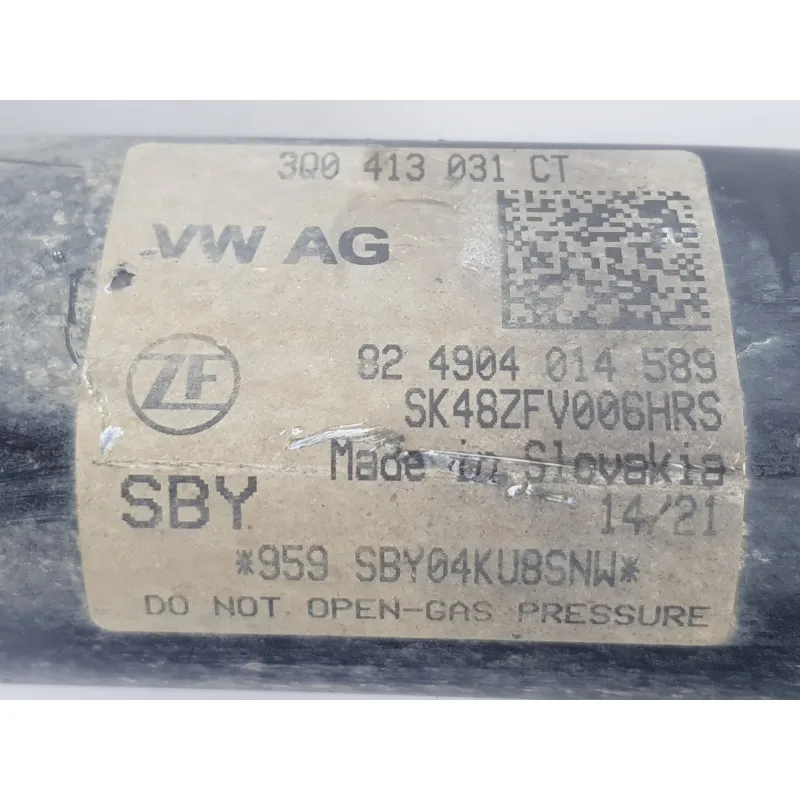 3Q0 413 031 CT
VW AG
82 4904 014 589
ZF
SK48ZFV006HRS
Made in Slovakia
SBY
14/21
*959 SBY04KU8SNW*
DO NOT OPEN-GAS PRESSURE